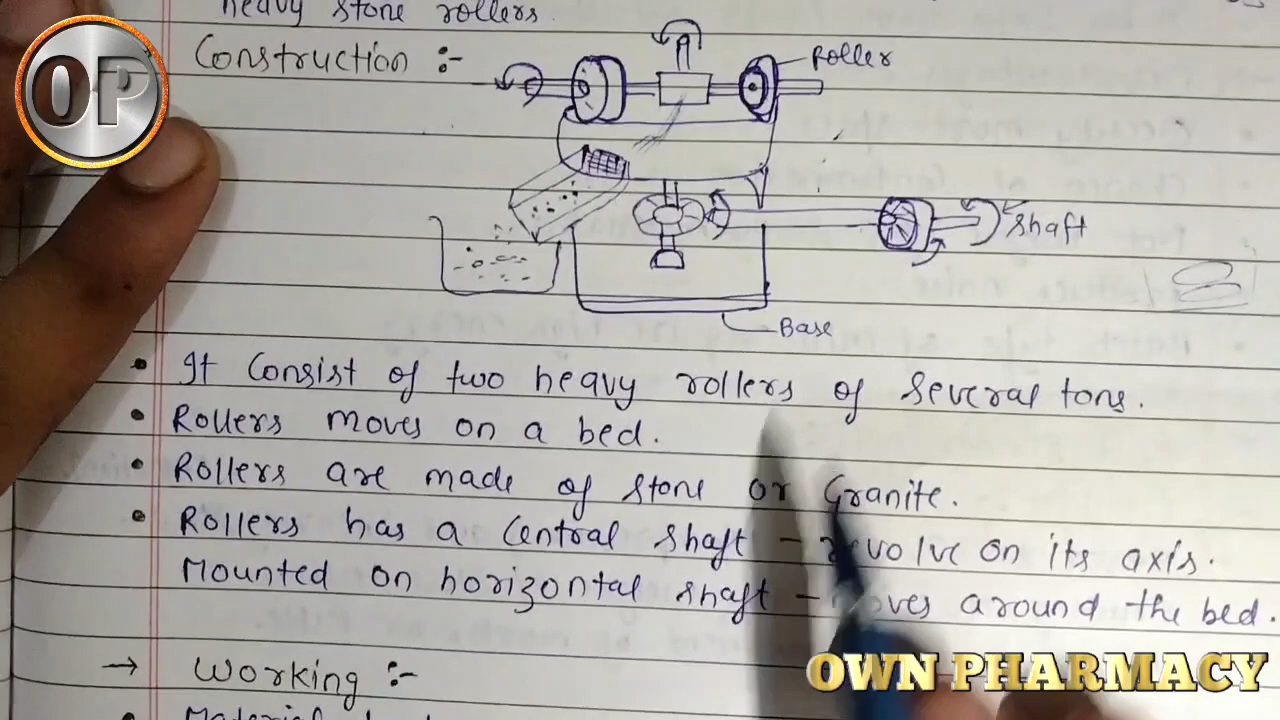 heavy stone rollers.
OP
Construction :-
Roller
shaft
Base
• It Consist of two heavy rollers of several tons.
• Rollers moves on a bed.
• Rollers are made of stone or Granite.
• Rollers has a Central shaft - revolve on its axis.
Mounted on horizontal shaft - moves around the bed.
→ Working :-
OWN PHARMACY